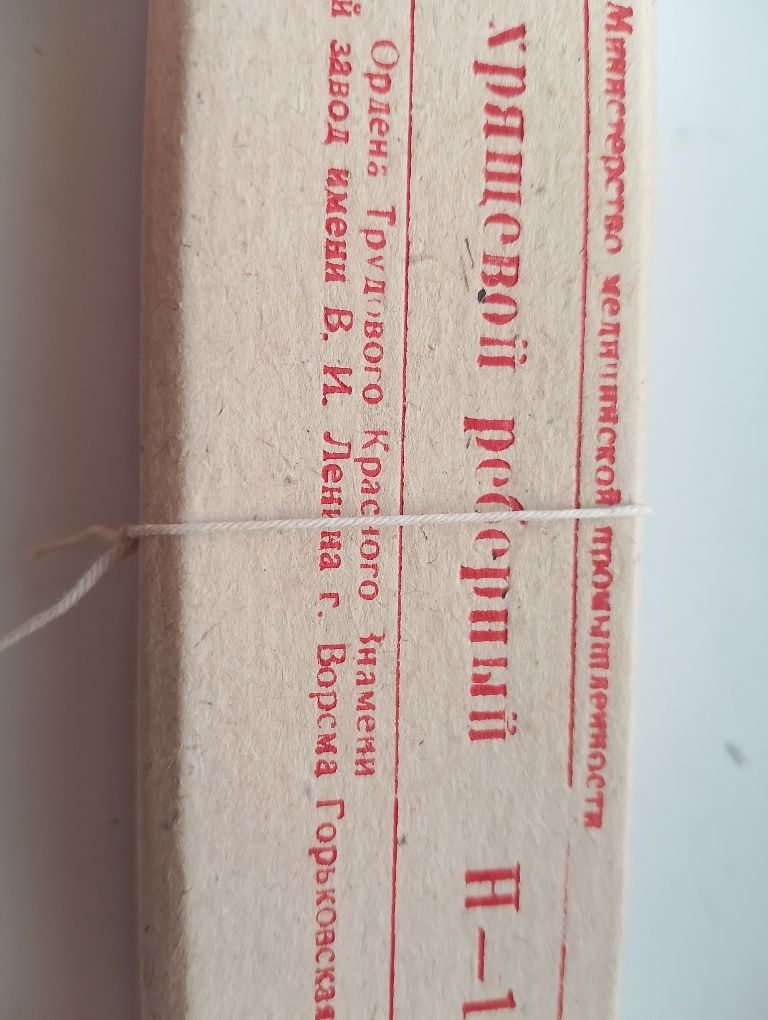 Министерство медицинской промышленности
хрящевой реберный Н-1
Ордена Трудового Красного Знамени
й завод имени В. И. Ленина г. Ворсма Горьковская